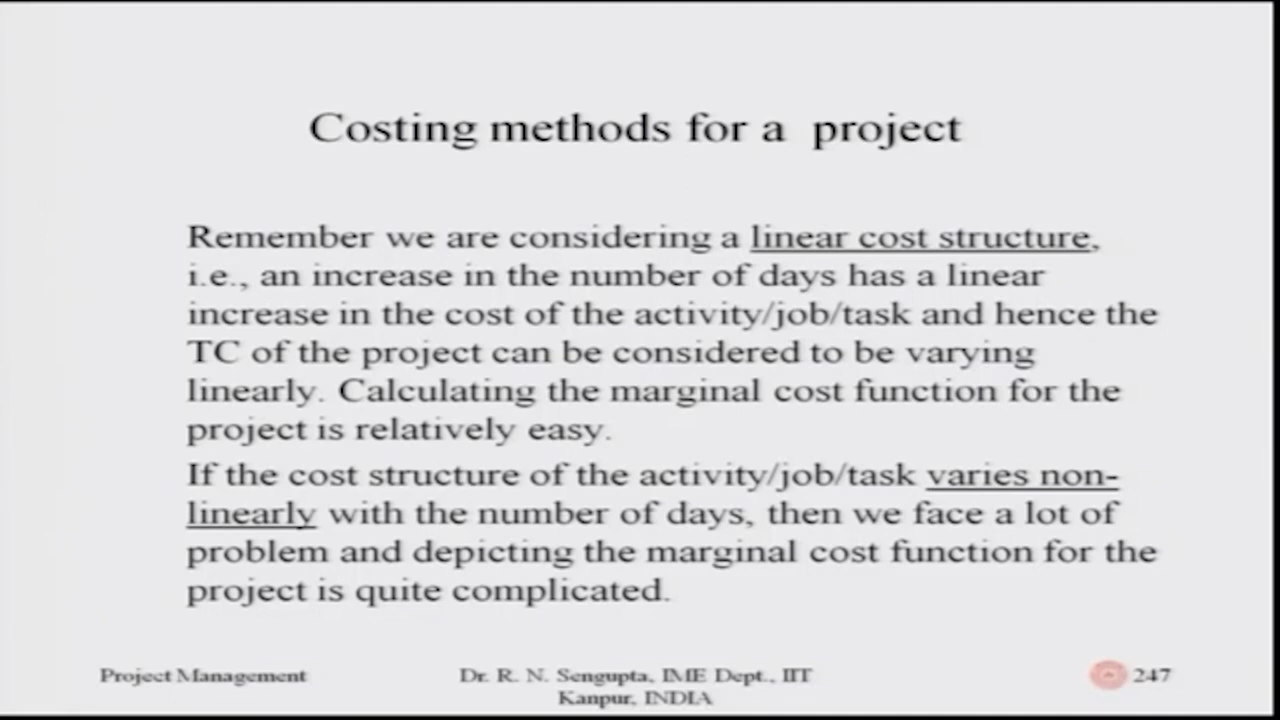 Costing methods for a project
Remember we are considering a linear cost structure,
i.e., an increase in the number of days has a linear
increase in the cost of the activity/job/task and hence the
TC of the project can be considered to be varying
linearly. Calculating the marginal cost function for the
project is relatively easy.
If the cost structure of the activity/job/task varies non-
linearly with the number of days, then we face a lot of
problem and depicting the marginal cost function for the
project is quite complicated.
Project Management
Dr. R. N. Sengupta, IME Dept., IIT
Kanpur, INDIA
247